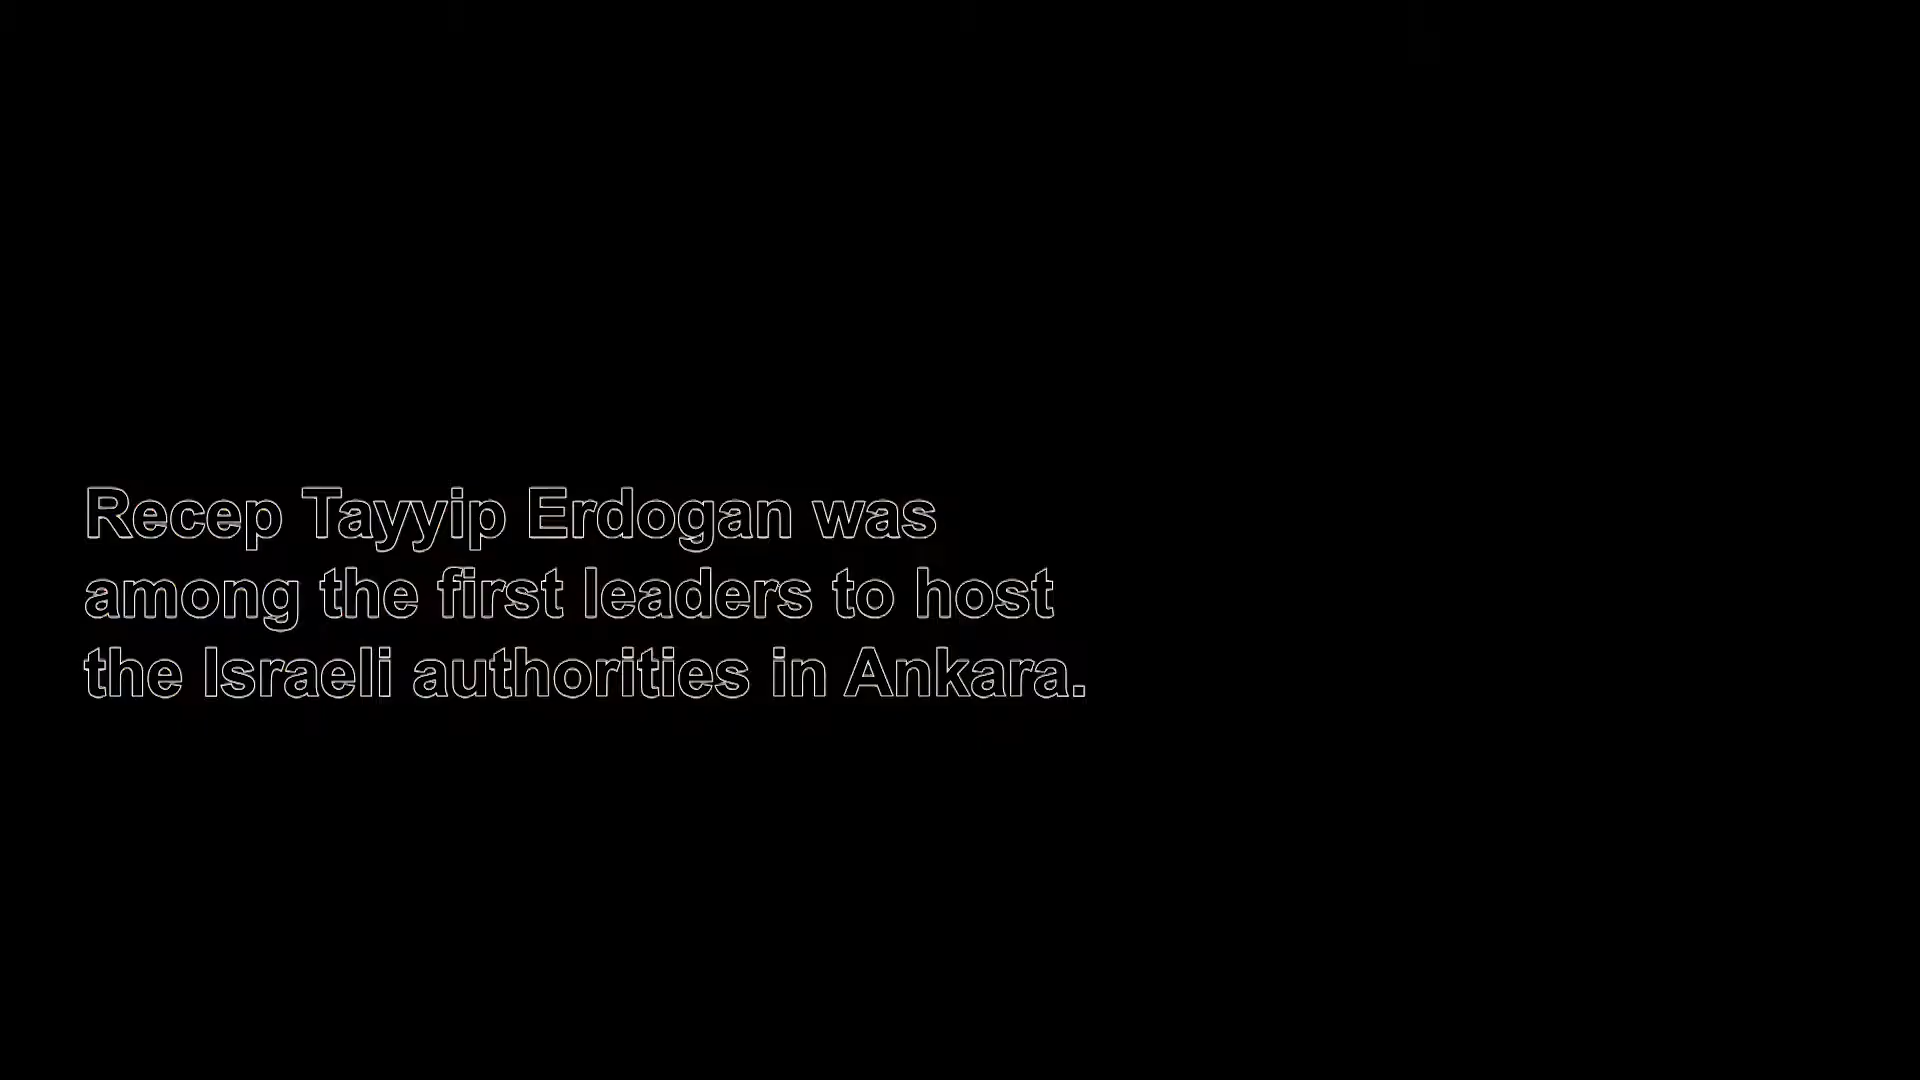 Recep Tayyip Erdogan was
among the first leaders to host
the Israeli authorities in Ankara.